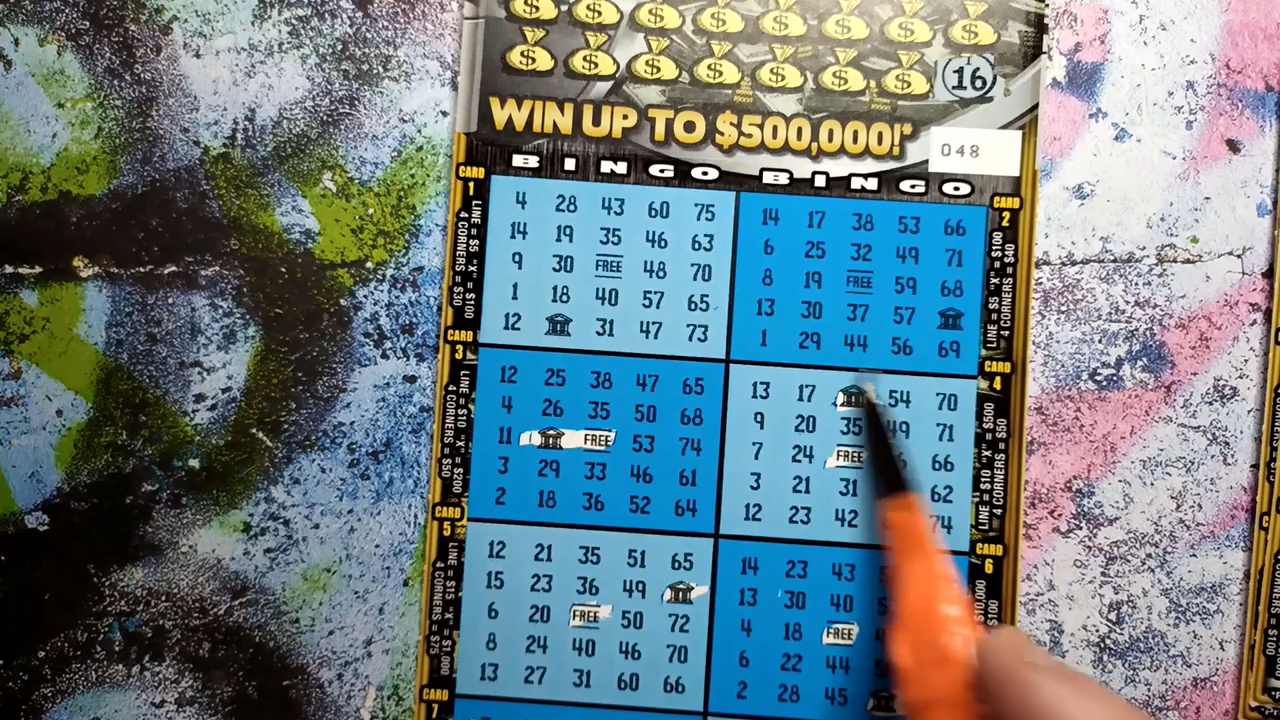 $ $ $ $ $ $ $ $
$ $ $ $ $ $ $ 16
WIN UP TO $500,000!*
048
B I N G O B I N G O
CARD 1
LINE = $5 "X" = $100
4 CORNERS = $30
4 28 43 60 75
14 19 35 46 63
9 30 FREE 48 70
1 18 40 57 65
12 31 47 73
CARD 2
LINE = $5 "X" = $100
4 CORNERS = $40
14 17 38 53 66
6 25 32 49 71
8 19 FREE 59 68
13 30 37 57
1 29 44 56 69
CARD 3
LINE = $10 "X" = $200
4 CORNERS = $50
12 25 38 47 65
4 26 35 50 68
11 FREE 53 74
3 29 33 46 61
2 18 36 52 64
CARD 4
LINE = $10 "X" = $500
4 CORNERS = $50
13 17 54 70
9 20 35 49 71
7 24 FREE 66
3 21 31 62
12 23 42 74
CARD 5
LINE = $15 "X" = $1,000
4 CORNERS = $75
12 21 35 51 65
15 23 36 49
6 20 FREE 50 72
8 24 40 46 70
13 27 31 60 66
CARD 6
$10,000
$100
14 23 43
13 30 40
4 18 FREE
6 22 44
2 28 45
CARD 7